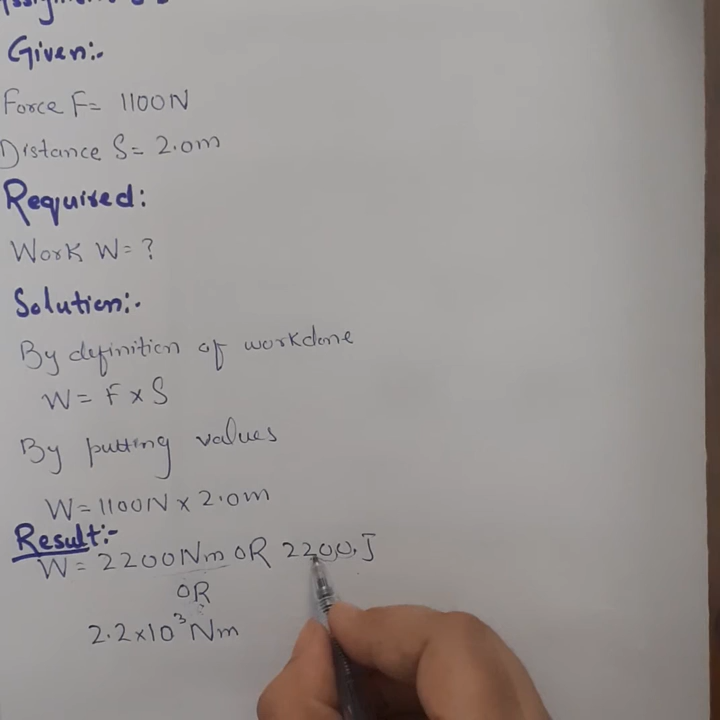 Given:-
Force F= 1100N
Distance S= 2.0m
Required:
Work W= ?
Solution:-
By definition of workdone
W= F x S
By putting values
W= 1100N x 2.0m
Result:-
W= 2200Nm OR 2200.J
OR
2.2x10³Nm